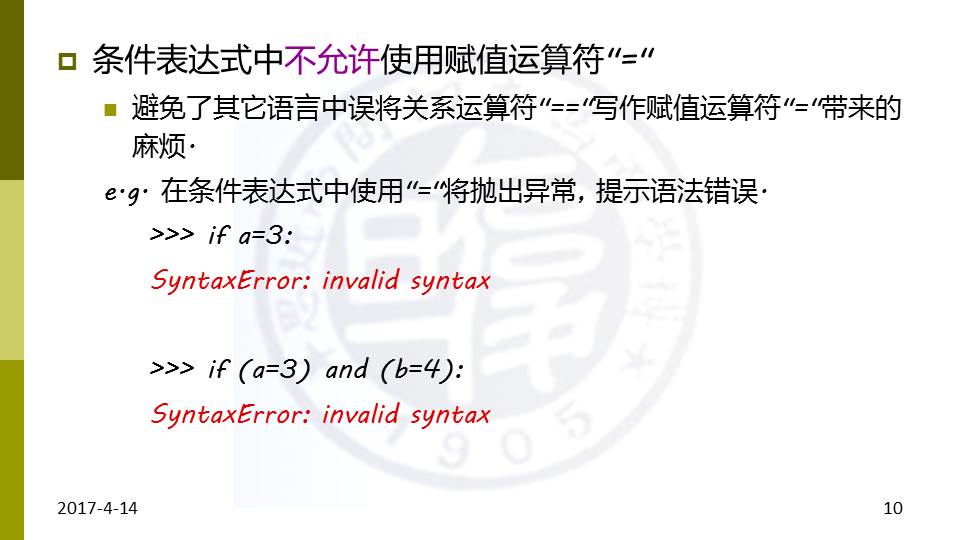 条件表达式中不允许使用赋值运算符"="
避免了其它语言中误将关系运算符"=="写作赋值运算符"="带来的
麻烦.
e.g. 在条件表达式中使用"="将抛出异常,提示语法错误.
>>> if a=3:
SyntaxError: invalid syntax
>>> if (a=3) and (b=4):
SyntaxError: invalid syntax
1905
2017-4-14
10